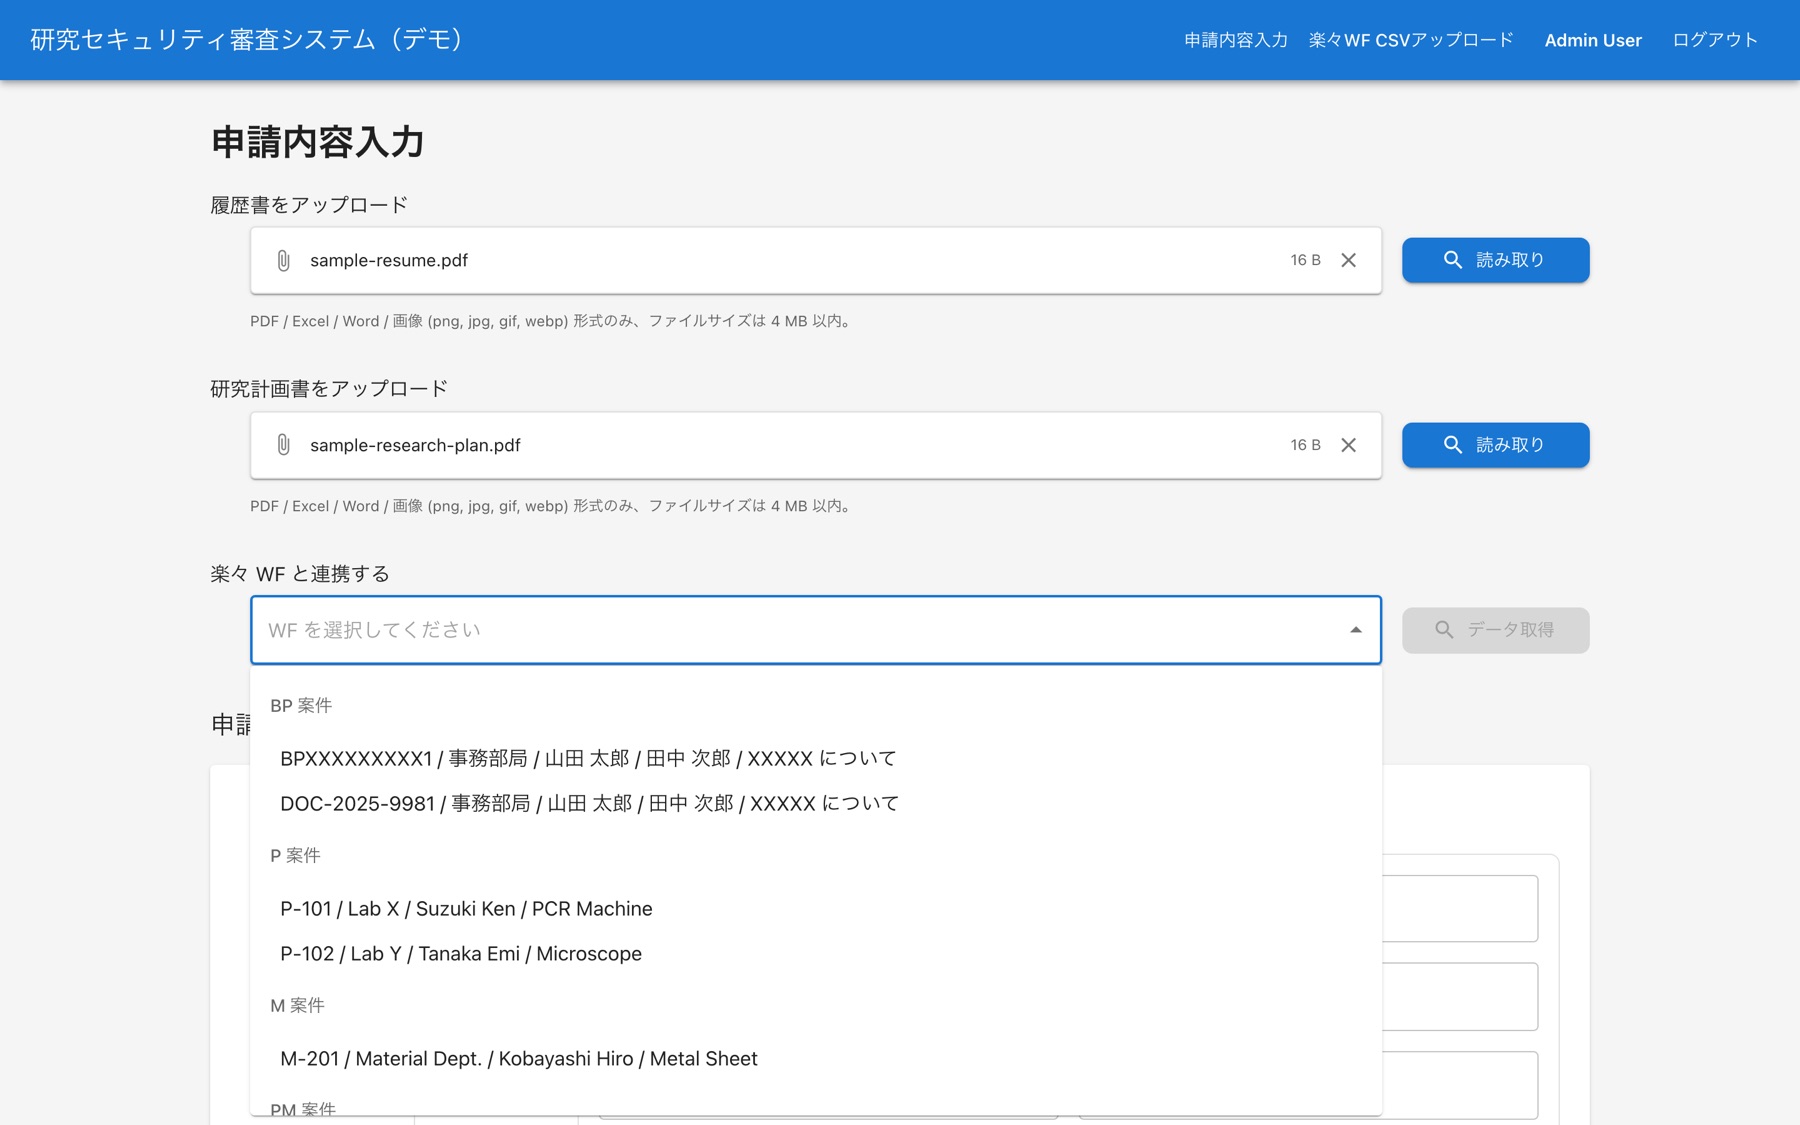 研究セキュリティ審査システム（デモ）
申請内容入力 楽々WF CSVアップロード Admin User ログアウト
申請内容入力
履歴書をアップロード
sample-resume.pdf 16 B 読み取り
PDF / Excel / Word / 画像 (png, jpg, gif, webp) 形式のみ、ファイルサイズは 4 MB 以内。
研究計画書をアップロード
sample-research-plan.pdf 16 B 読み取り
PDF / Excel / Word / 画像 (png, jpg, gif, webp) 形式のみ、ファイルサイズは 4 MB 以内。
楽々 WF と連携する
WF を選択してください データ取得
申請
BP 案件
BPXXXXXXXXX1 / 事務部局 / 山田 太郎 / 田中 次郎 / XXXXX について
DOC-2025-9981 / 事務部局 / 山田 太郎 / 田中 次郎 / XXXXX について
P 案件
P-101 / Lab X / Suzuki Ken / PCR Machine
P-102 / Lab Y / Tanaka Emi / Microscope
M 案件
M-201 / Material Dept. / Kobayashi Hiro / Metal Sheet
PM 案件